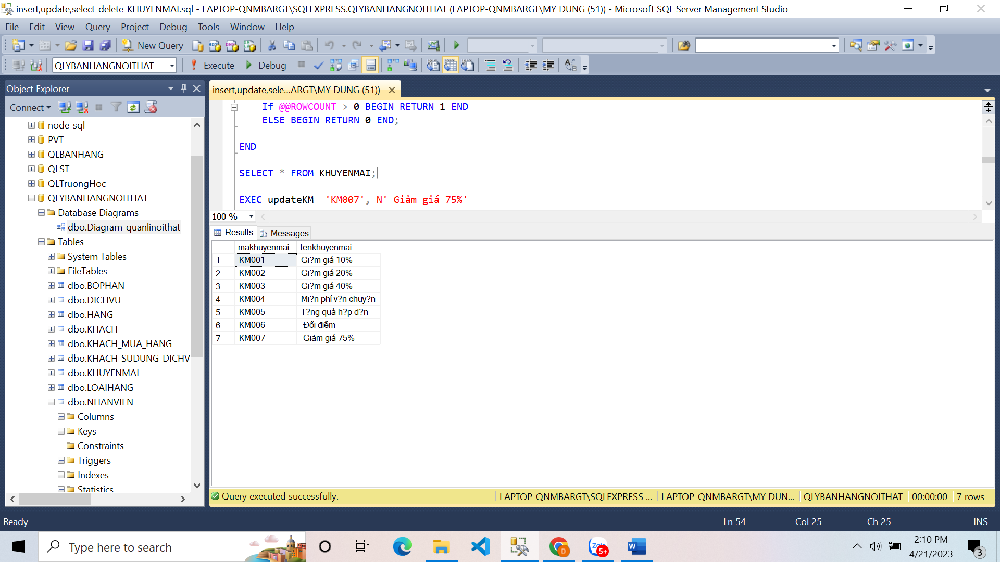 insert,update,select_delete_KHUYENMAI.sql - LAPTOP-QNMBARGT\SQLEXPRESS.QLYBANHANGNOITHAT (LAPTOP-QNMBARGT\MY DUNG (51)) - Microsoft SQL Server Management Studio
File Edit View Query Project Debug Tools Window Help
New Query
QLYBANHANGNOITHAT Execute Debug
Object Explorer
Connect
node_sql
PVT
QLBANHANG
QLST
QLTruongHoc
QLYBANHANGNOITHAT
Database Diagrams
dbo.Diagram_quanlinoithat
Tables
System Tables
FileTables
dbo.BOPHAN
dbo.DICHVU
dbo.HANG
dbo.KHACH
dbo.KHACH_MUA_HANG
dbo.KHACH_SUDUNG_DICHV
dbo.KHUYENMAI
dbo.LOAIHANG
dbo.NHANVIEN
Columns
Keys
Constraints
Triggers
Indexes
Statistics
insert,update,sele...ARGT\MY DUNG (51))
If @@ROWCOUNT > 0 BEGIN RETURN 1 END
ELSE BEGIN RETURN 0 END;
END
SELECT * FROM KHUYENMAI;
EXEC updateKM 'KM007', N' Giảm giá 75%'
100 %
Results Messages
makhuyenmai tenkhuyenmai
1 KM001 Gi?m giá 10%
2 KM002 Gi?m giá 20%
3 KM003 Gi?m giá 40%
4 KM004 Mi?n phí v?n chuy?n
5 KM005 T?ng quà h?p d?n
6 KM006 Đổi điểm
7 KM007 Giảm giá 75%
Query executed successfully. LAPTOP-QNMBARGT\SQLEXPRESS ... LAPTOP-QNMBARGT\MY DUN... QLYBANHANGNOITHAT 00:00:00 7 rows
Ready Ln 54 Col 25 Ch 25 INS
Type here to search
Zalo 5+
D
W
2:10 PM
4/21/2023
3